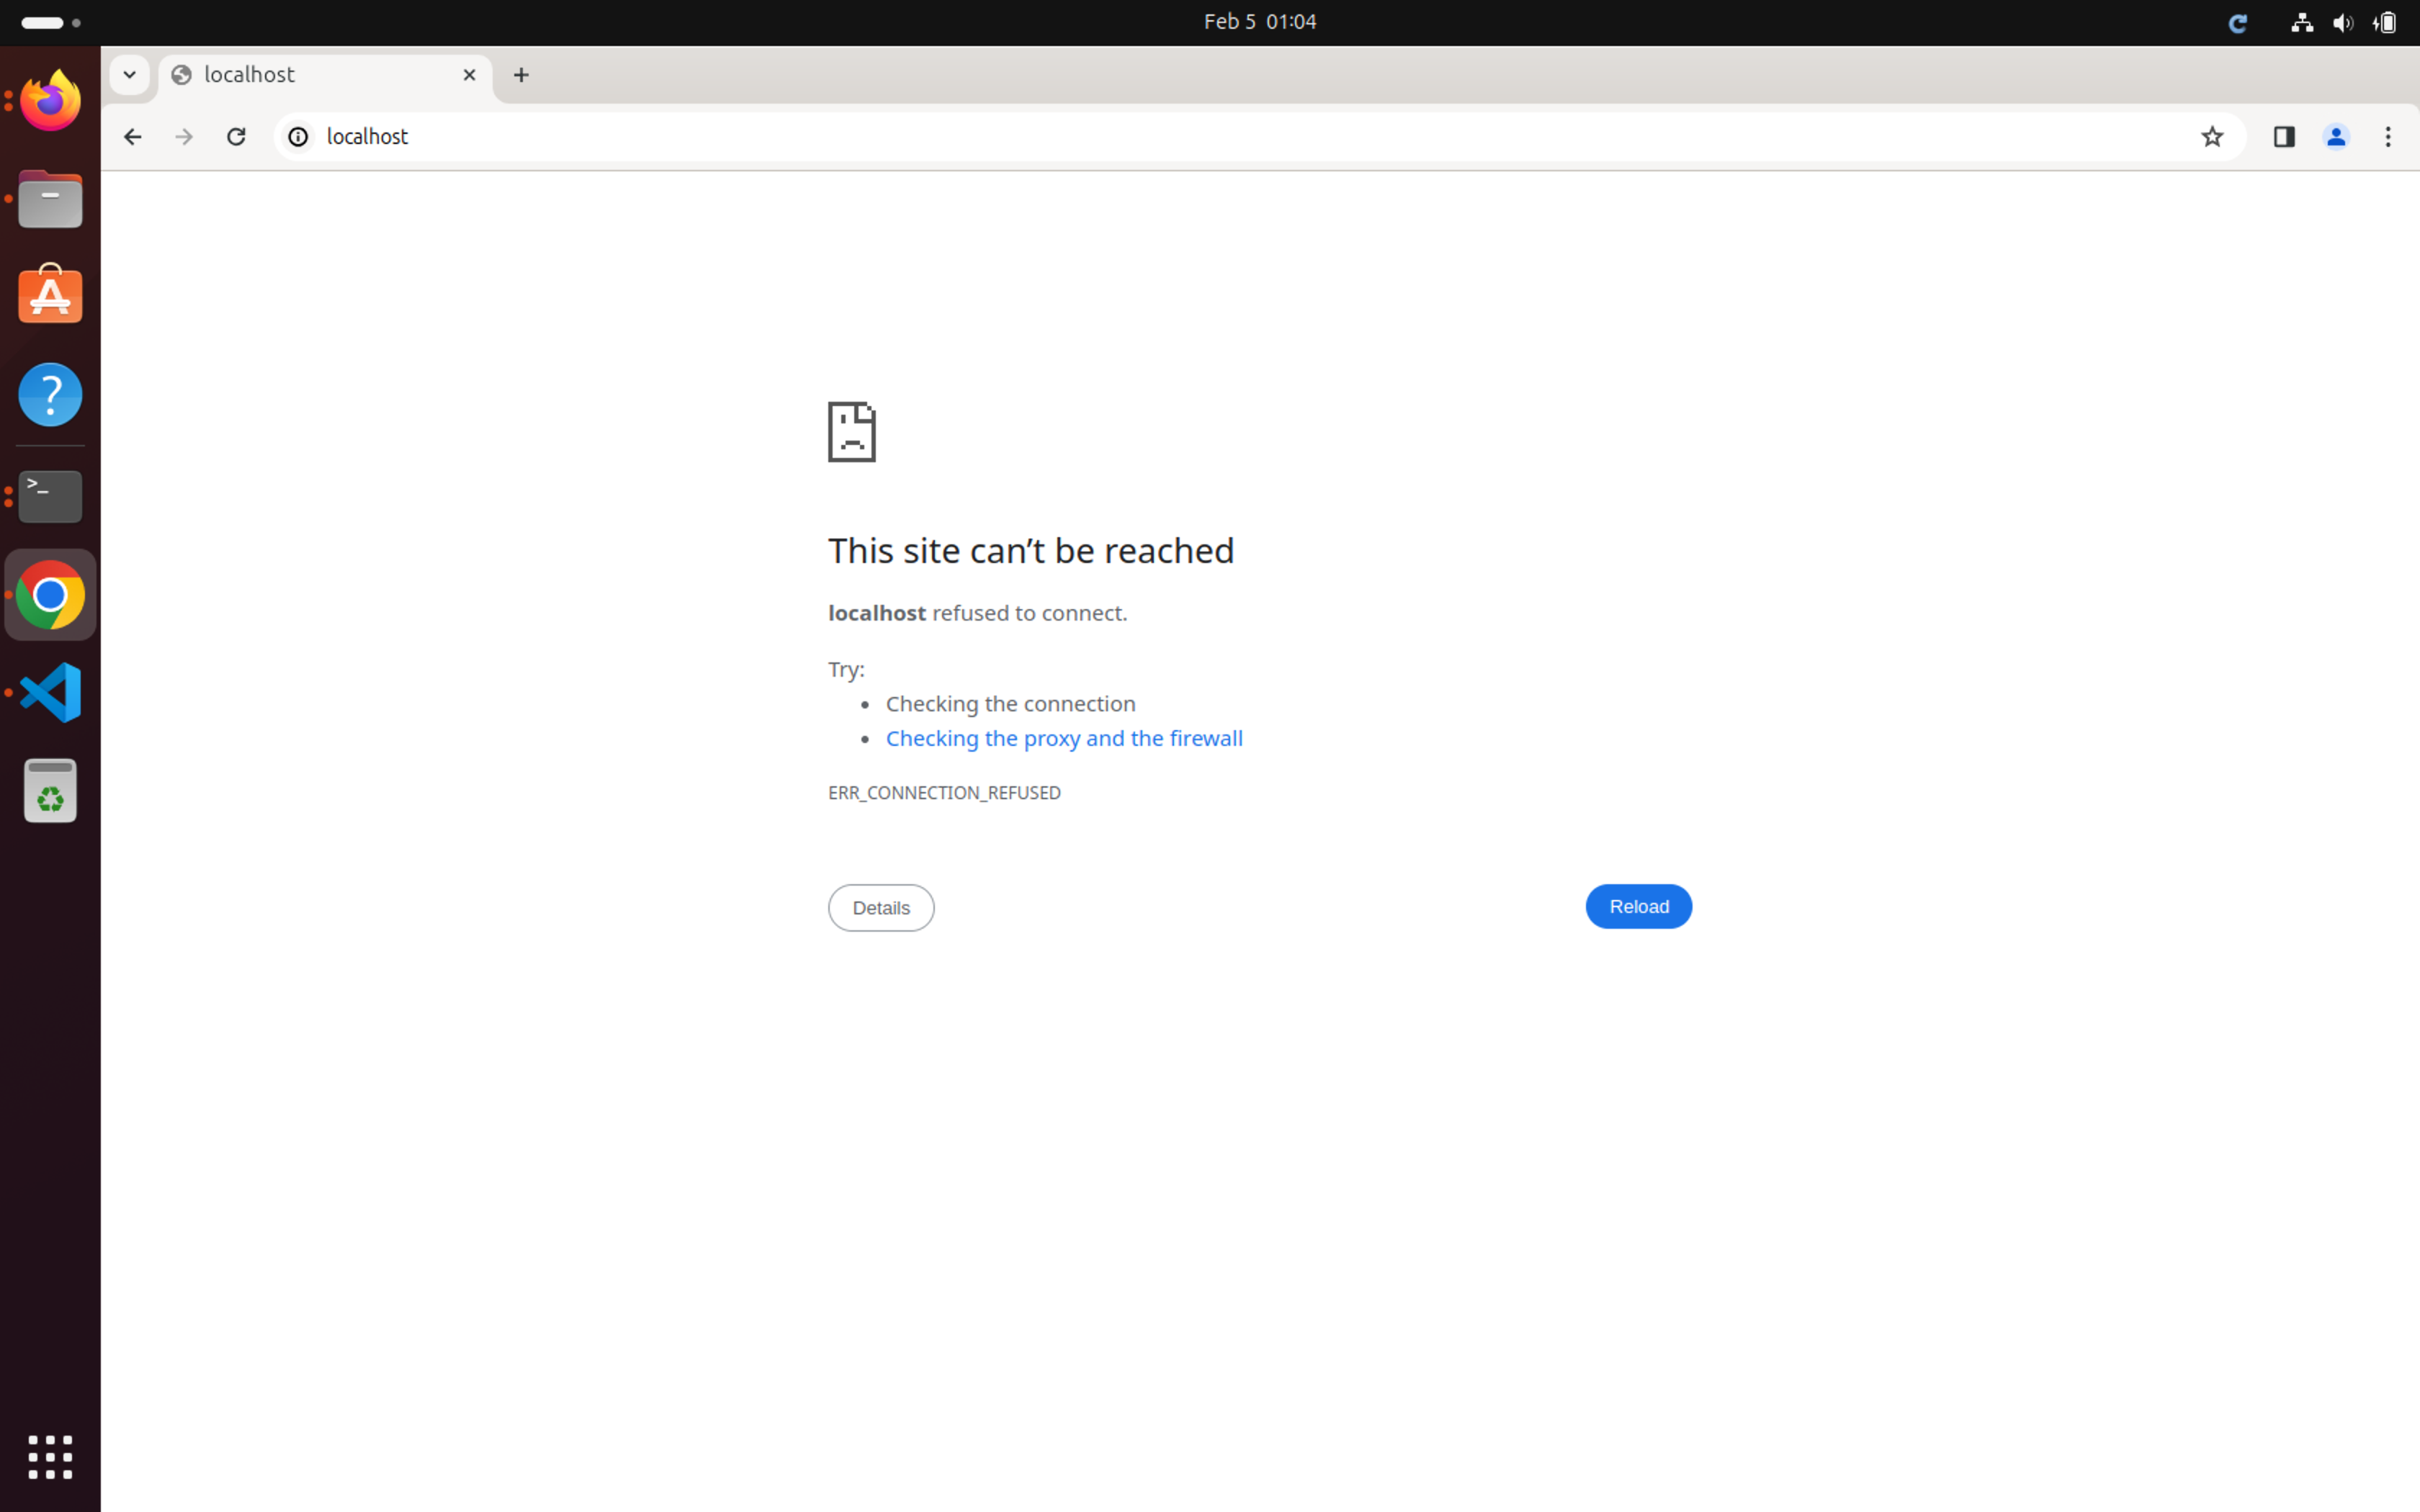 Feb 5 01:04
localhost
localhost
This site can’t be reached
localhost refused to connect.
Try:
Checking the connection
Checking the proxy and the firewall
ERR_CONNECTION_REFUSED
Details
Reload